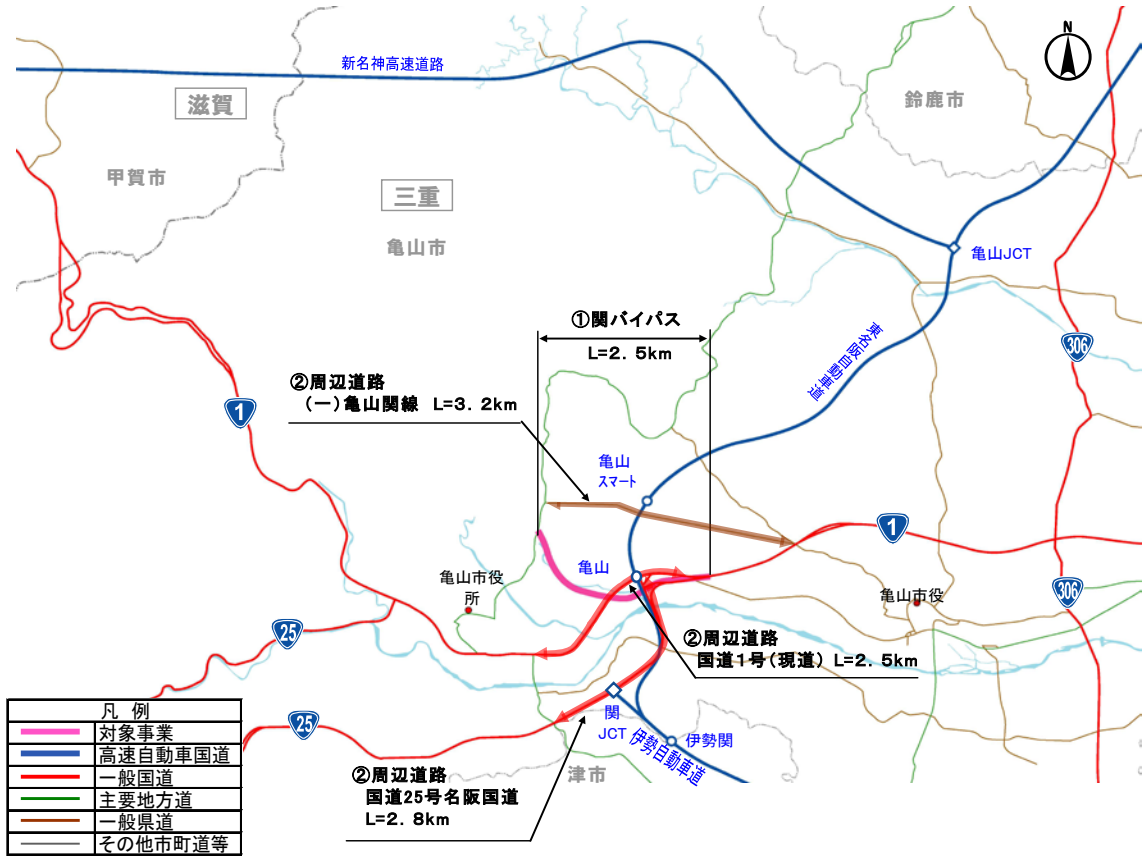 新名神高速道路
N
滋賀
鈴鹿市
甲賀市
三重
亀山市
亀山JCT
①関バイパス
L=2.5km
306
東名阪自動車道
②周辺道路
(一)亀山関線 L=3.2km
1
亀山
スマート
1
亀山
亀山市役
所
亀山市役
306
25
②周辺道路
国道1号(現道) L=2.5km
25
関
JCT
伊勢関
伊勢自動車道
津市
②周辺道路
国道25号名阪国道
L=2.8km
凡 例
対象事業
高速自動車国道
一般国道
主要地方道
一般県道
その他市町道等